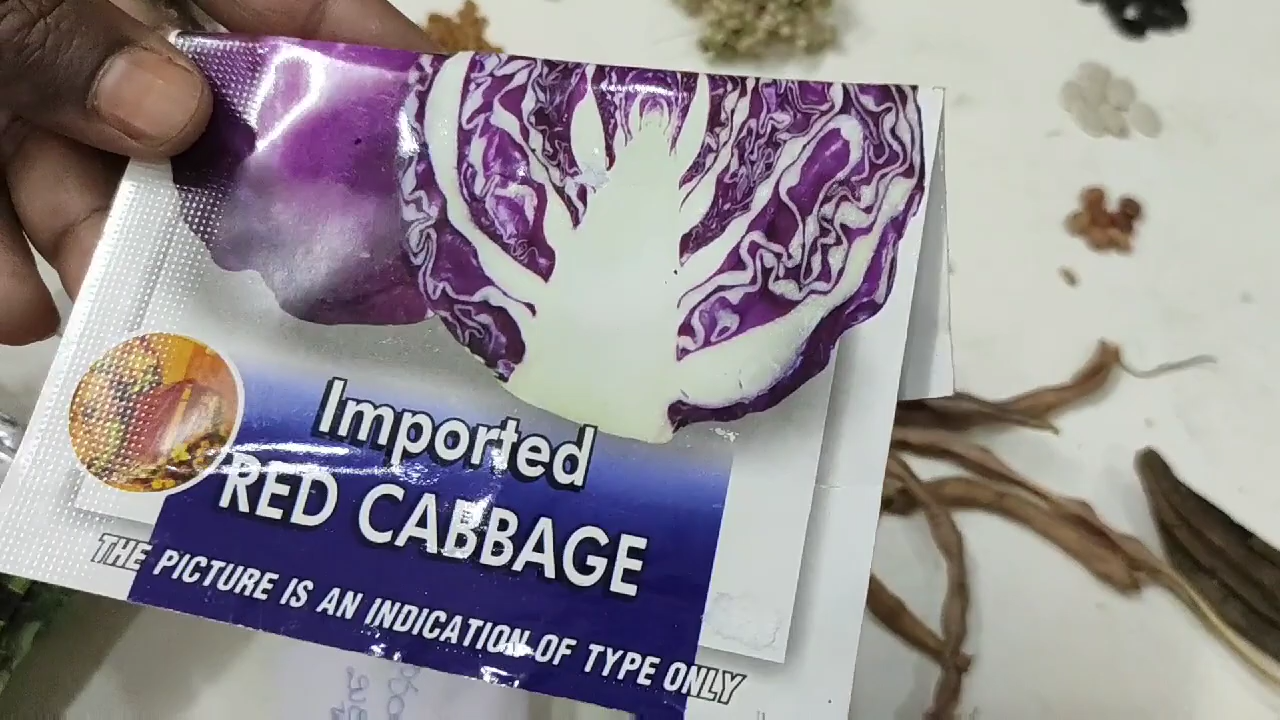 Imported
RED CABBAGE
THE PICTURE IS AN INDICATION OF TYPE ONLY